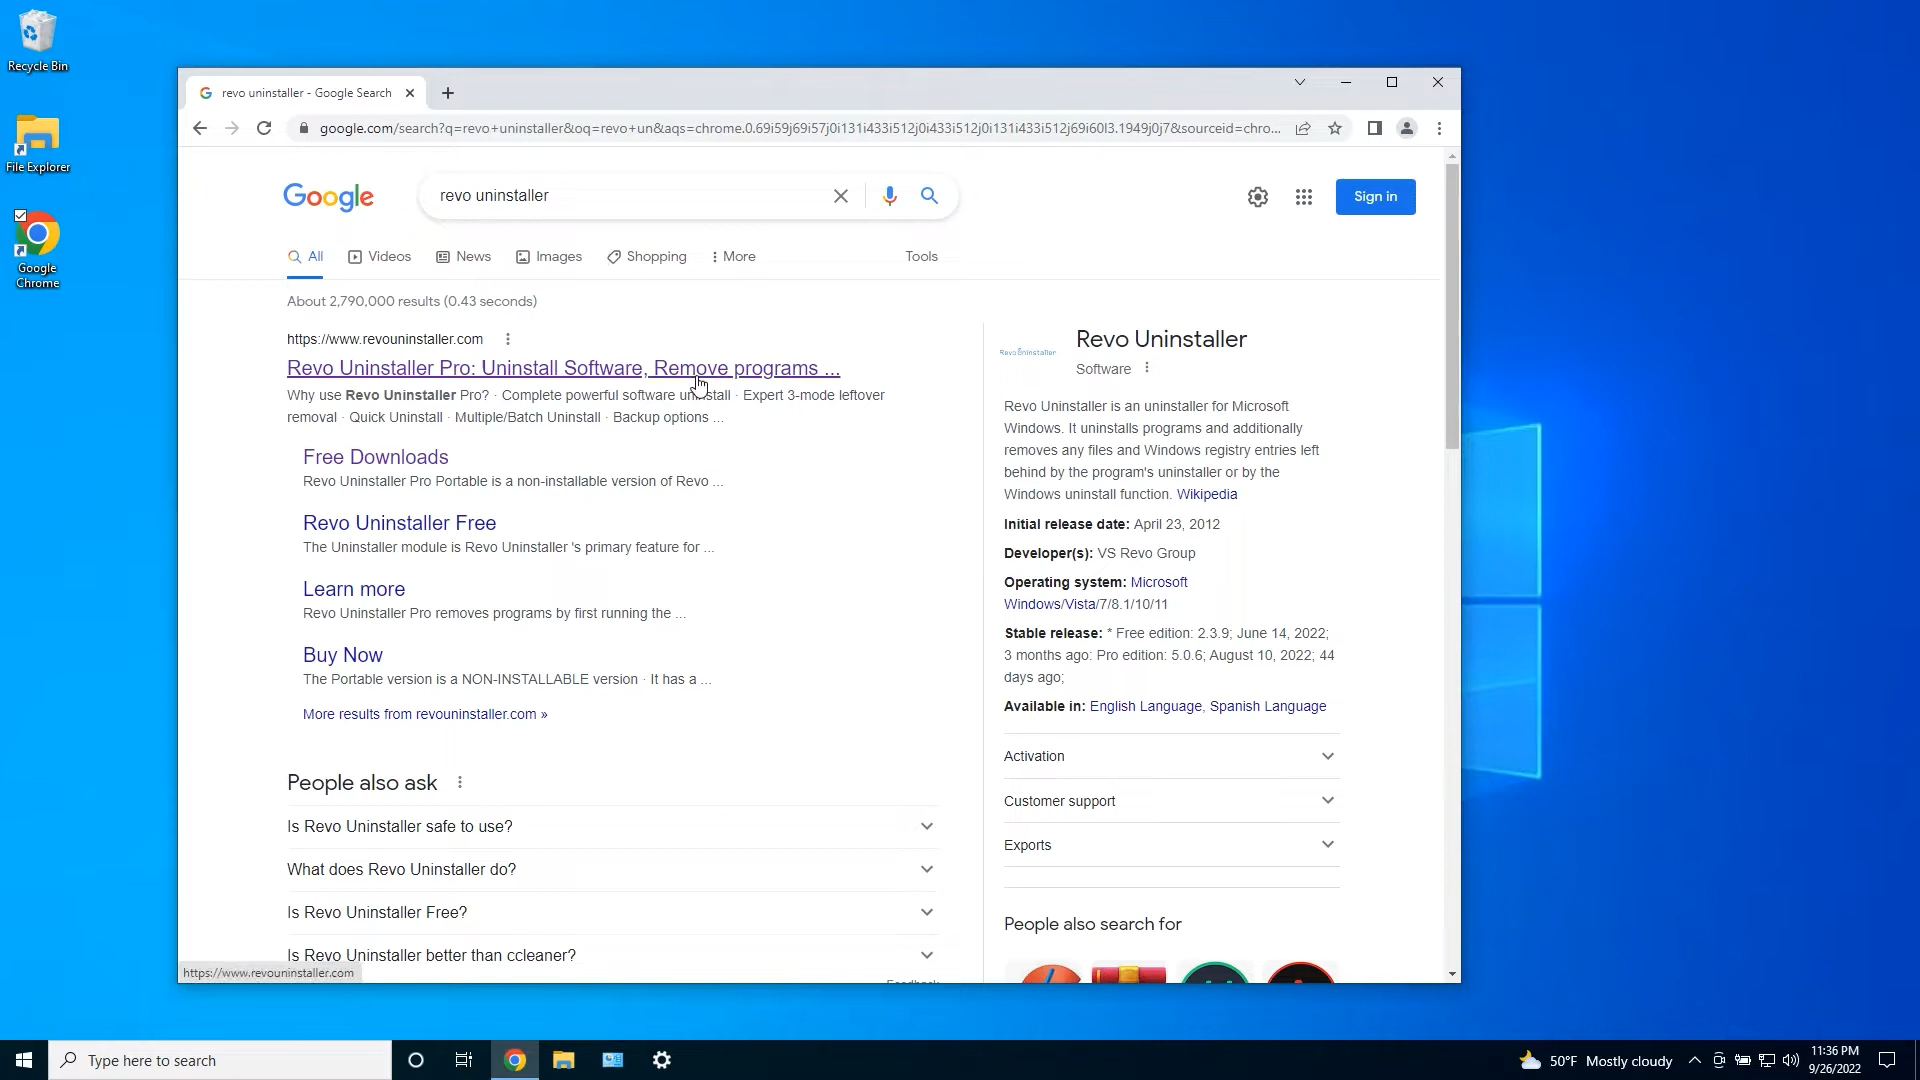 Recycle Bin
File Explorer
Google
Chrome
revo uninstaller - Google Search
google.com/search?q=revo+uninstaller&oq=revo+un&aqs=chrome.0.69i59j69i57j0i131i433i512j0i433i512j0i131i433i512j69i60l3.1949j0j7&sourceid=chro...
Google
revo uninstaller
Sign in
All
Videos
News
Images
Shopping
More
Tools
About 2,790,000 results (0.43 seconds)
https://www.revouninstaller.com
Revo Uninstaller Pro: Uninstall Software, Remove programs ...
Why use Revo Uninstaller Pro? · Complete powerful software uninstall · Expert 3-mode leftover
removal · Quick Uninstall · Multiple/Batch Uninstall · Backup options ...
Free Downloads
Revo Uninstaller Pro Portable is a non-installable version of Revo ...
Revo Uninstaller Free
The Uninstaller module is Revo Uninstaller 's primary feature for ...
Learn more
Revo Uninstaller Pro removes programs by first running the ...
Buy Now
The Portable version is a NON-INSTALLABLE version · It has a ...
More results from revouninstaller.com »
People also ask
Is Revo Uninstaller safe to use?
What does Revo Uninstaller do?
Is Revo Uninstaller Free?
Is Revo Uninstaller better than ccleaner?
https://www.revouninstaller.com
Revo Uninstaller
Revo Uninstaller
Software
Revo Uninstaller is an uninstaller for Microsoft
Windows. It uninstalls programs and additionally
removes any files and Windows registry entries left
behind by the program's uninstaller or by the
Windows uninstall function. Wikipedia
Initial release date: April 23, 2012
Developer(s): VS Revo Group
Operating system: Microsoft
Windows/Vista/7/8.1/10/11
Stable release: * Free edition: 2.3.9; June 14, 2022;
3 months ago: Pro edition: 5.0.6; August 10, 2022; 44
days ago;
Available in: English Language, Spanish Language
Activation
Customer support
Exports
People also search for
Type here to search
50°F Mostly cloudy
11:36 PM
9/26/2022